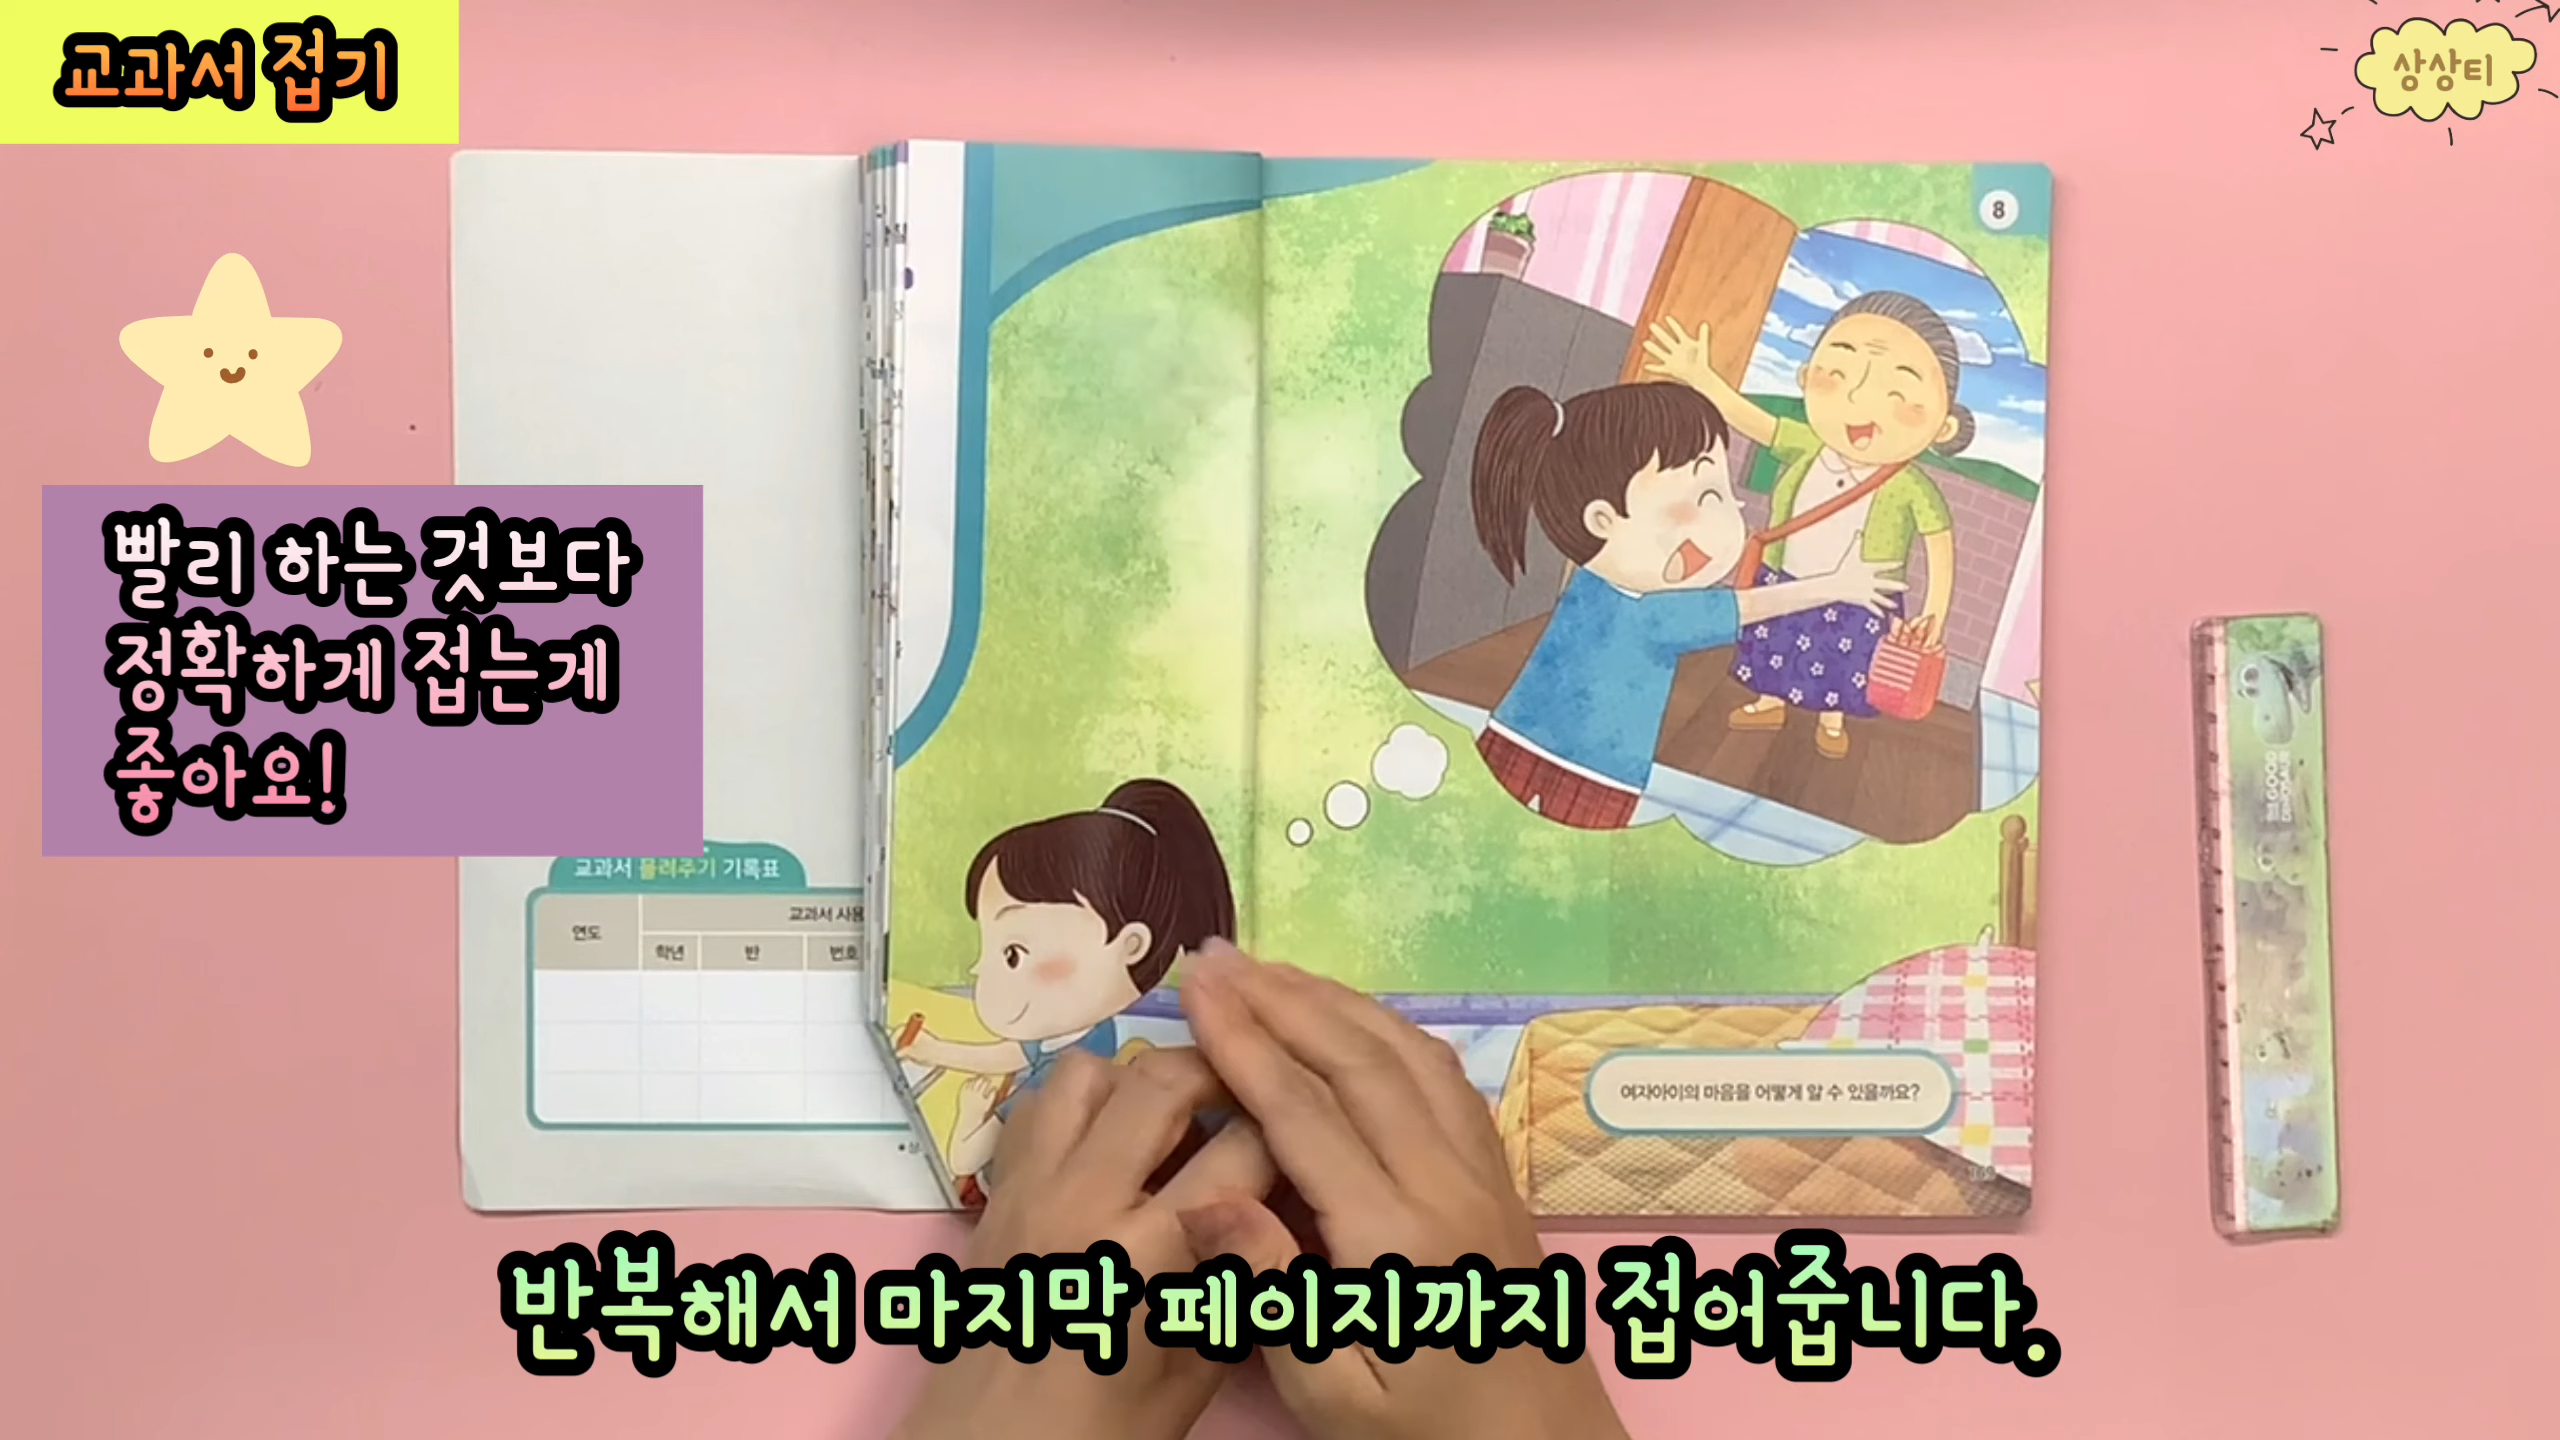 교과서 접기
상상티
8
빨리 하는 것보다
정확하게 접는게
좋아요!
교과서 물려주기 기록표
연도
교과서 사용
학년 반 번호
THE GOOD
DINOSAUR
여자아이의 마음을 어떻게 알 수 있을까요?
반복해서 마지막 페이지까지 접어줍니다.